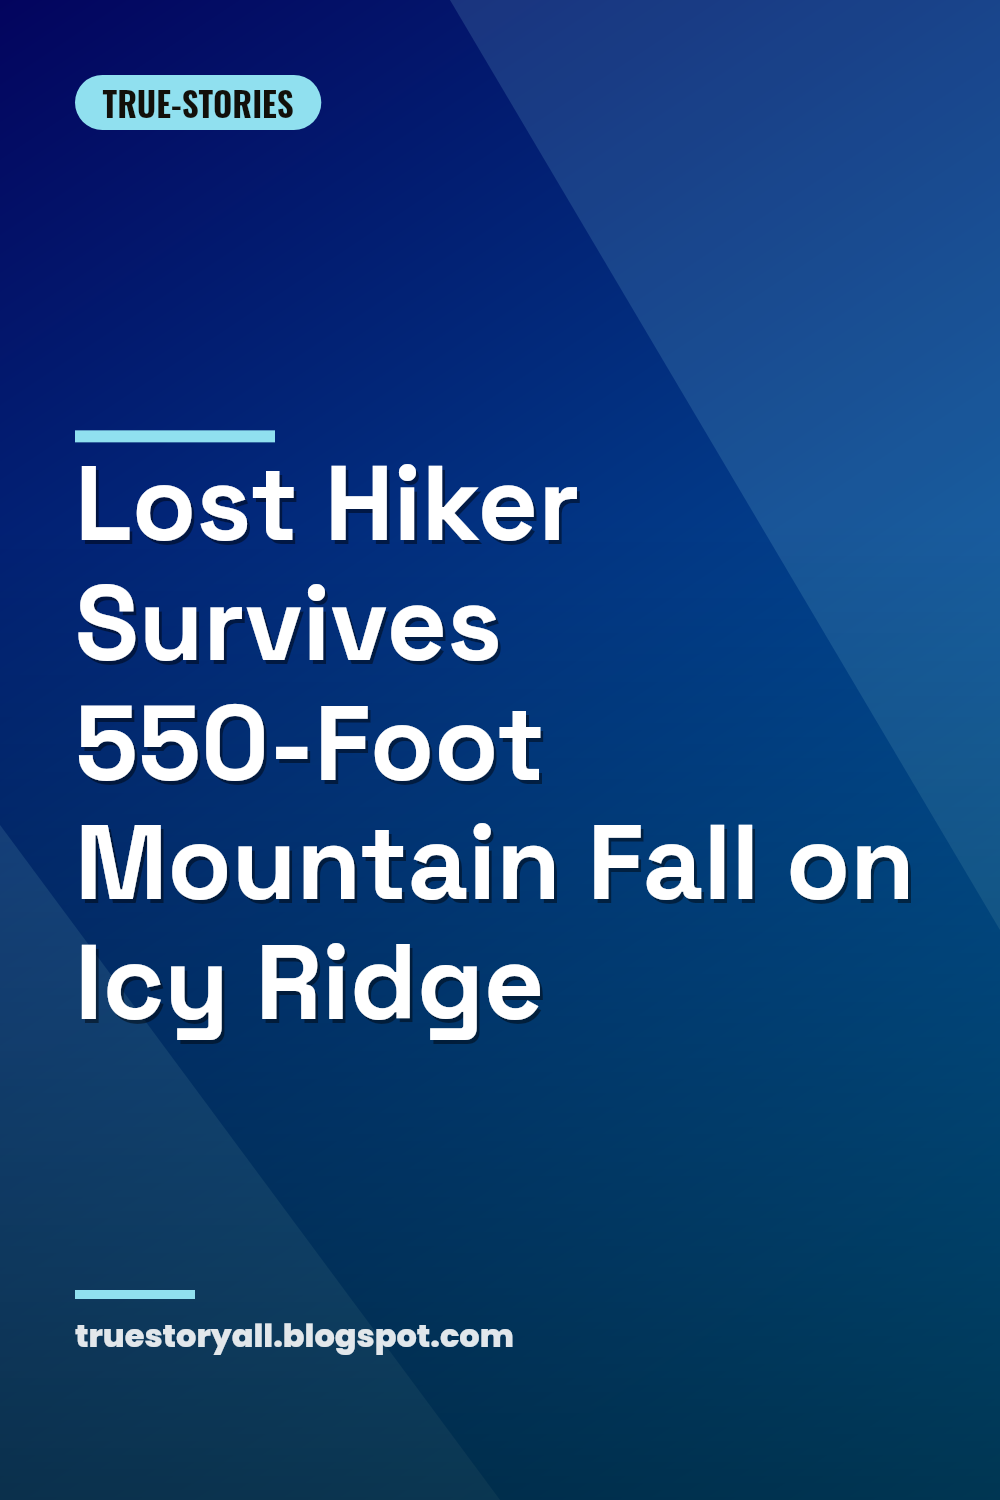 TRUE-STORIES
Lost Hiker
Survives
550-Foot
Mountain Fall on
Icy Ridge
truestoryall.blogspot.com